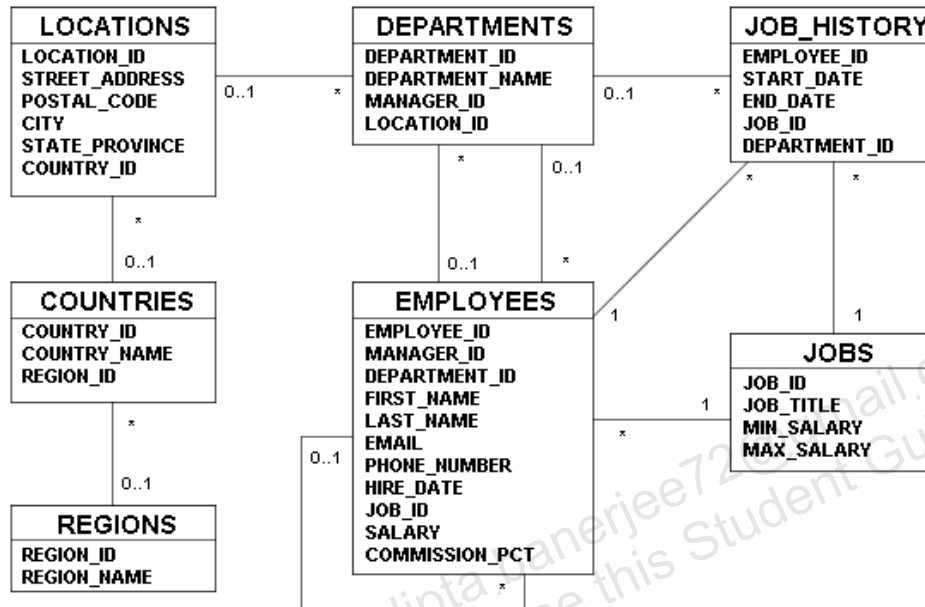 LOCATIONS
LOCATION_ID
STREET_ADDRESS
POSTAL_CODE
CITY
STATE_PROVINCE
COUNTRY_ID
0..1
*
DEPARTMENTS
DEPARTMENT_ID
DEPARTMENT_NAME
MANAGER_ID
LOCATION_ID
0..1
*
JOB_HISTORY
EMPLOYEE_ID
START_DATE
END_DATE
JOB_ID
DEPARTMENT_ID
*
0..1
*
0..1
0..1
*
*
1
*
1
COUNTRIES
COUNTRY_ID
COUNTRY_NAME
REGION_ID
*
0..1
EMPLOYEES
EMPLOYEE_ID
MANAGER_ID
DEPARTMENT_ID
FIRST_NAME
LAST_NAME
EMAIL
PHONE_NUMBER
HIRE_DATE
JOB_ID
SALARY
COMMISSION_PCT
0..1
*
*
1
JOBS
JOB_ID
JOB_TITLE
MIN_SALARY
MAX_SALARY
REGIONS
REGION_ID
REGION_NAME
this Student